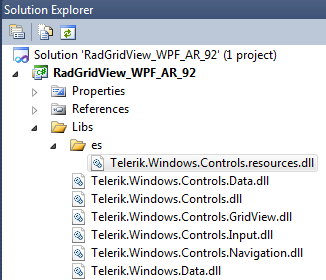 Solution Explorer
Solution 'RadGridView_WPF_AR_92' (1 project)
RadGridView_WPF_AR_92
Properties
References
Libs
es
Telerik.Windows.Controls.resources.dll
Telerik.Windows.Controls.Data.dll
Telerik.Windows.Controls.dll
Telerik.Windows.Controls.GridView.dll
Telerik.Windows.Controls.Input.dll
Telerik.Windows.Controls.Navigation.dll
Telerik.Windows.Data.dll